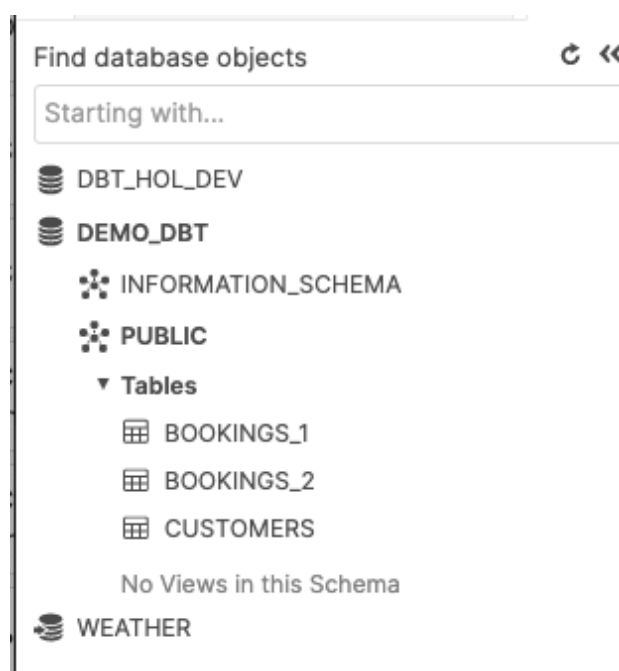 Find database objects
Starting with...
DBT_HOL_DEV
DEMO_DBT
INFORMATION_SCHEMA
PUBLIC
Tables
BOOKINGS_1
BOOKINGS_2
CUSTOMERS
No Views in this Schema
WEATHER